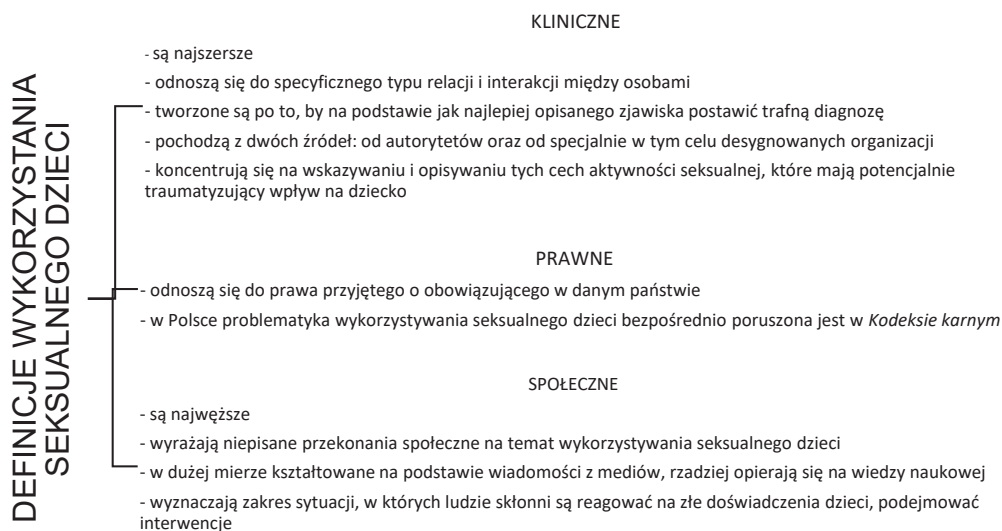 DEFINICJE WYKORZYSTANIA
SEKSUALNEGO DZIECI
KLINICZNE
- są najszersze
- odnoszą się do specyficznego typu relacji i interakcji między osobami
- tworzone są po to, by na podstawie jak najlepiej opisanego zjawiska postawić trafną diagnozę
- pochodzą z dwóch źródeł: od autorytetów oraz od specjalnie w tym celu desygnowanych organizacji
- koncentrują się na wskazywaniu i opisywaniu tych cech aktywności seksualnej, które mają potencjalnie
traumatyzujący wpływ na dziecko
PRAWNE
- odnoszą się do prawa przyjętego o obowiązującego w danym państwie
- w Polsce problematyka wykorzystywania seksualnego dzieci bezpośrednio poruszona jest w Kodeksie karnym
SPOŁECZNE
- są najwęższe
- wyrażają niepisane przekonania społeczne na temat wykorzystywania seksualnego dzieci
- w dużej mierze kształtowane na podstawie wiadomości z mediów, rzadziej opierają się na wiedzy naukowej
- wyznaczają zakres sytuacji, w których ludzie skłonni są reagować na złe doświadczenia dzieci, podejmować
interwencje